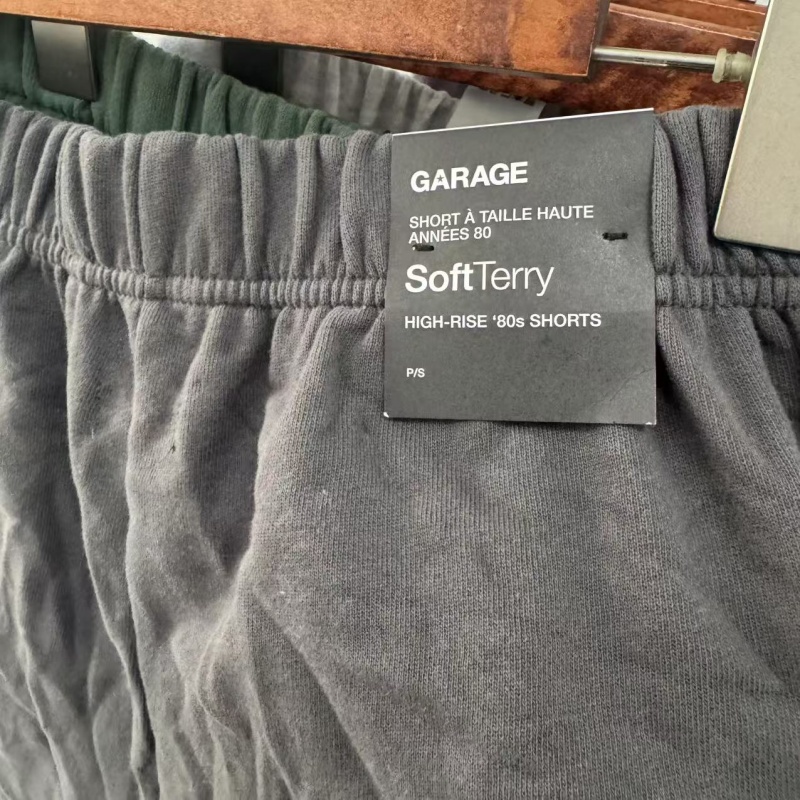 GARAGE
SHORT À TAILLE HAUTE
ANNÉES 80
SoftTerry
HIGH-RISE '80s SHORTS
P/S